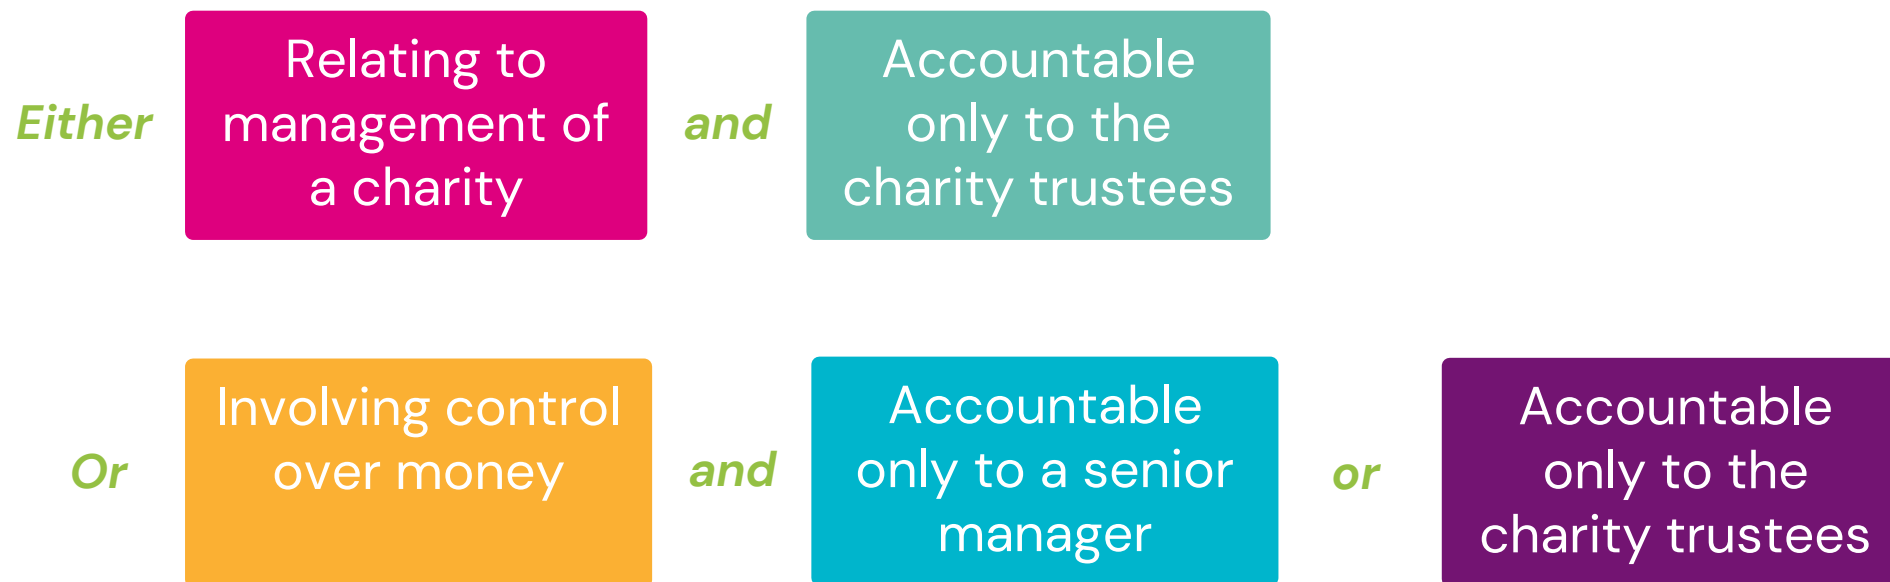 Either
Relating to
management of
a charity
and
Accountable
only to the
charity trustees
Or
Involving control
over money
and
Accountable
only to a senior
manager
or
Accountable
only to the
charity trustees